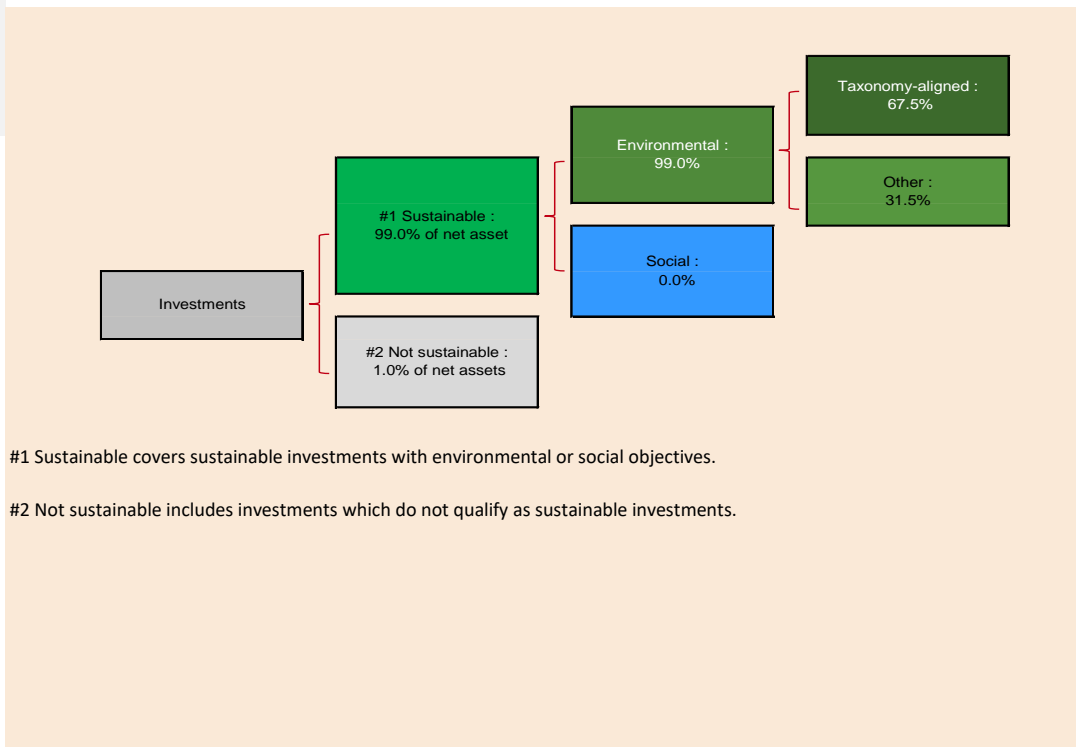 Taxonomy-aligned :
67.5%
Environmental :
99.0%
Other :
31.5%
#1 Sustainable :
99.0% of net asset
Social :
0.0%
Investments
#2 Not sustainable :
1.0% of net assets
#1 Sustainable covers sustainable investments with environmental or social objectives.
#2 Not sustainable includes investments which do not qualify as sustainable investments.